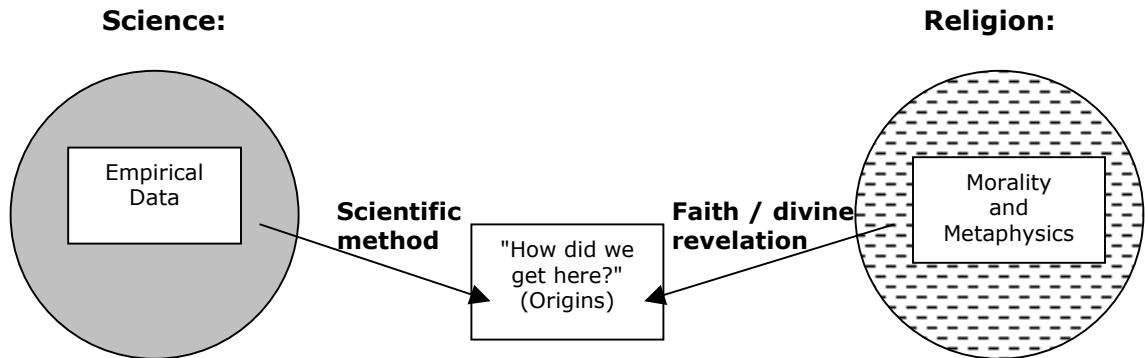 Science:
Religion:
Empirical
Data
Scientific
method
"How did we
get here?"
(Origins)
Faith / divine
revelation
Morality
and
Metaphysics